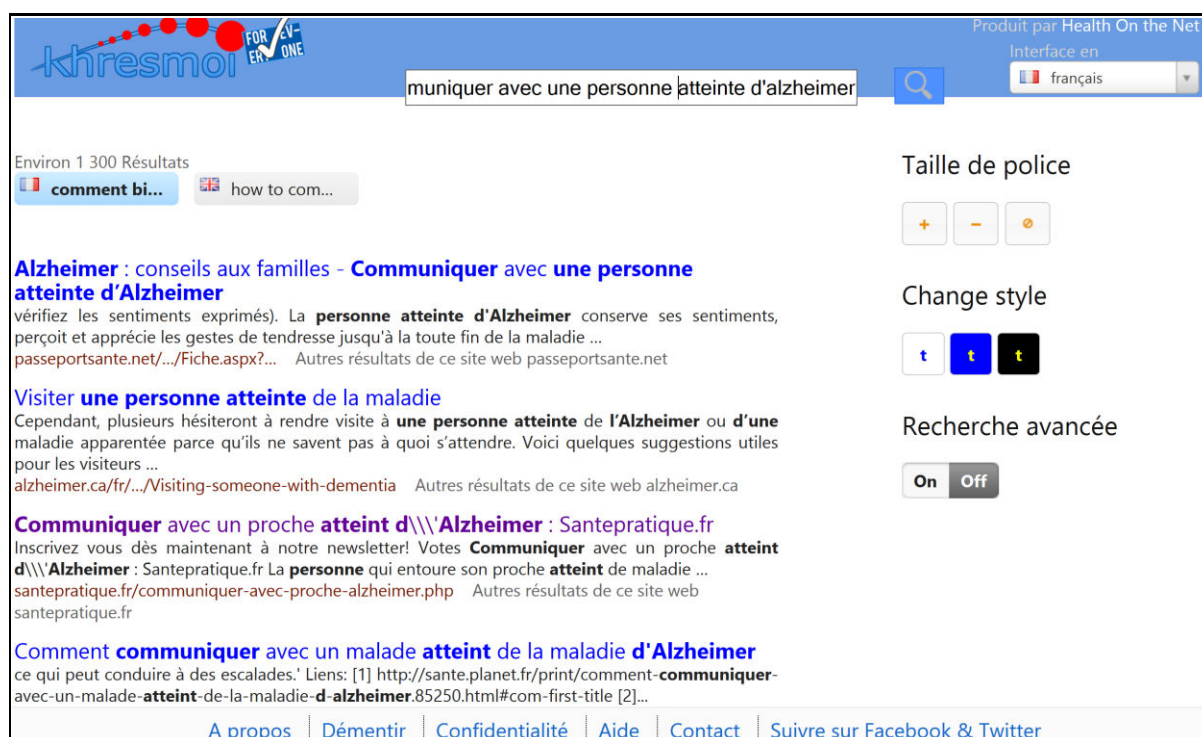 khresmoi
FOR EV-
ER ONE
Produit par Health On the Net
Interface en
français
muniquer avec une personne atteinte d'alzheimer
Environ 1 300 Résultats
comment bi...
how to com...
Alzheimer : conseils aux familles - Communiquer avec une personne
atteinte d’Alzheimer
vérifiez les sentiments exprimés). La personne atteinte d'Alzheimer conserve ses sentiments,
perçoit et apprécie les gestes de tendresse jusqu'à la toute fin de la maladie ...
passeportsante.net/.../Fiche.aspx?... Autres résultats de ce site web passeportsante.net
Visiter une personne atteinte de la maladie
Cependant, plusieurs hésiteront à rendre visite à une personne atteinte de l’Alzheimer ou d’une
maladie apparentée parce qu’ils ne savent pas à quoi s’attendre. Voici quelques suggestions utiles
pour les visiteurs ...
alzheimer.ca/fr/.../Visiting-someone-with-dementia Autres résultats de ce site web alzheimer.ca
Communiquer avec un proche atteint d\\\'Alzheimer : Santepratique.fr
Inscrivez vous dès maintenant à notre newsletter! Votes Communiquer avec un proche atteint
d\\\'Alzheimer : Santepratique.fr La personne qui entoure son proche atteint de maladie ...
santepratique.fr/communiquer-avec-proche-alzheimer.php Autres résultats de ce site web
santepratique.fr
Comment communiquer avec un malade atteint de la maladie d'Alzheimer
ce qui peut conduire à des escalades.' Liens: [1] http://sante.planet.fr/print/comment-communiquer-
avec-un-malade-atteint-de-la-maladie-d-alzheimer.85250.html#com-first-title [2]...
Taille de police
+ −
Change style
t t t
Recherche avancée
On Off
A propos Démentir Confidentialité Aide Contact Suivre sur Facebook & Twitter